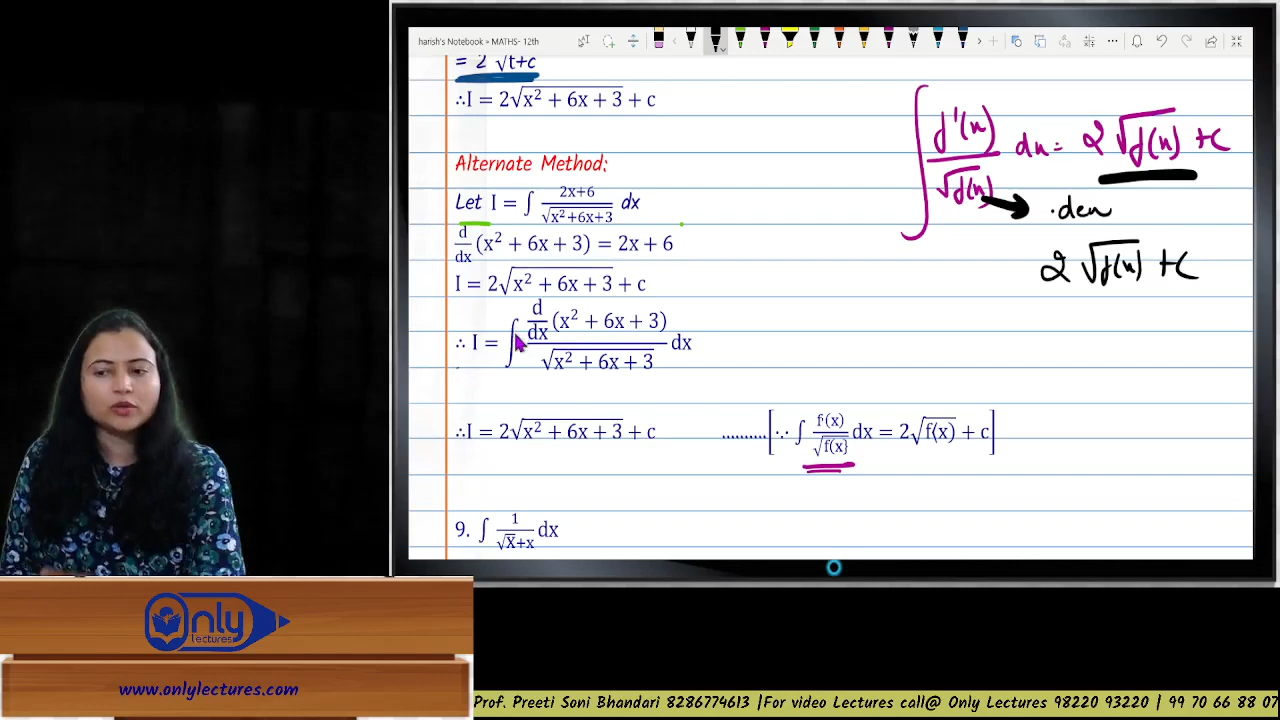 harish's Notebook » MATHS- 12th
= 2 √t+c
∴I = 2√x² + 6x + 3 + c
Alternate Method:
Let I = ∫ 2x+6 / √x²+6x+3 dx
d/dx (x² + 6x + 3) = 2x + 6
I = 2√x² + 6x + 3 + c
∴ I = ∫ d/dx (x² + 6x + 3) / √x² + 6x + 3 dx
∴I = 2√x² + 6x + 3 + c ..........[∵ ∫ f'(x) / √f(x} dx = 2√f(x) + c]
9. ∫ 1 / √x+x dx
∫ f'(x) / √f(x) dx = 2 √f(x) + c
.den
2 √f(x) + c
Only
lectures
www.onlylectures.com
Prof. Preeti Soni Bhandari 8286774613 |For video Lectures call@ Only Lectures 98220 93220 | 99 70 66 88 07